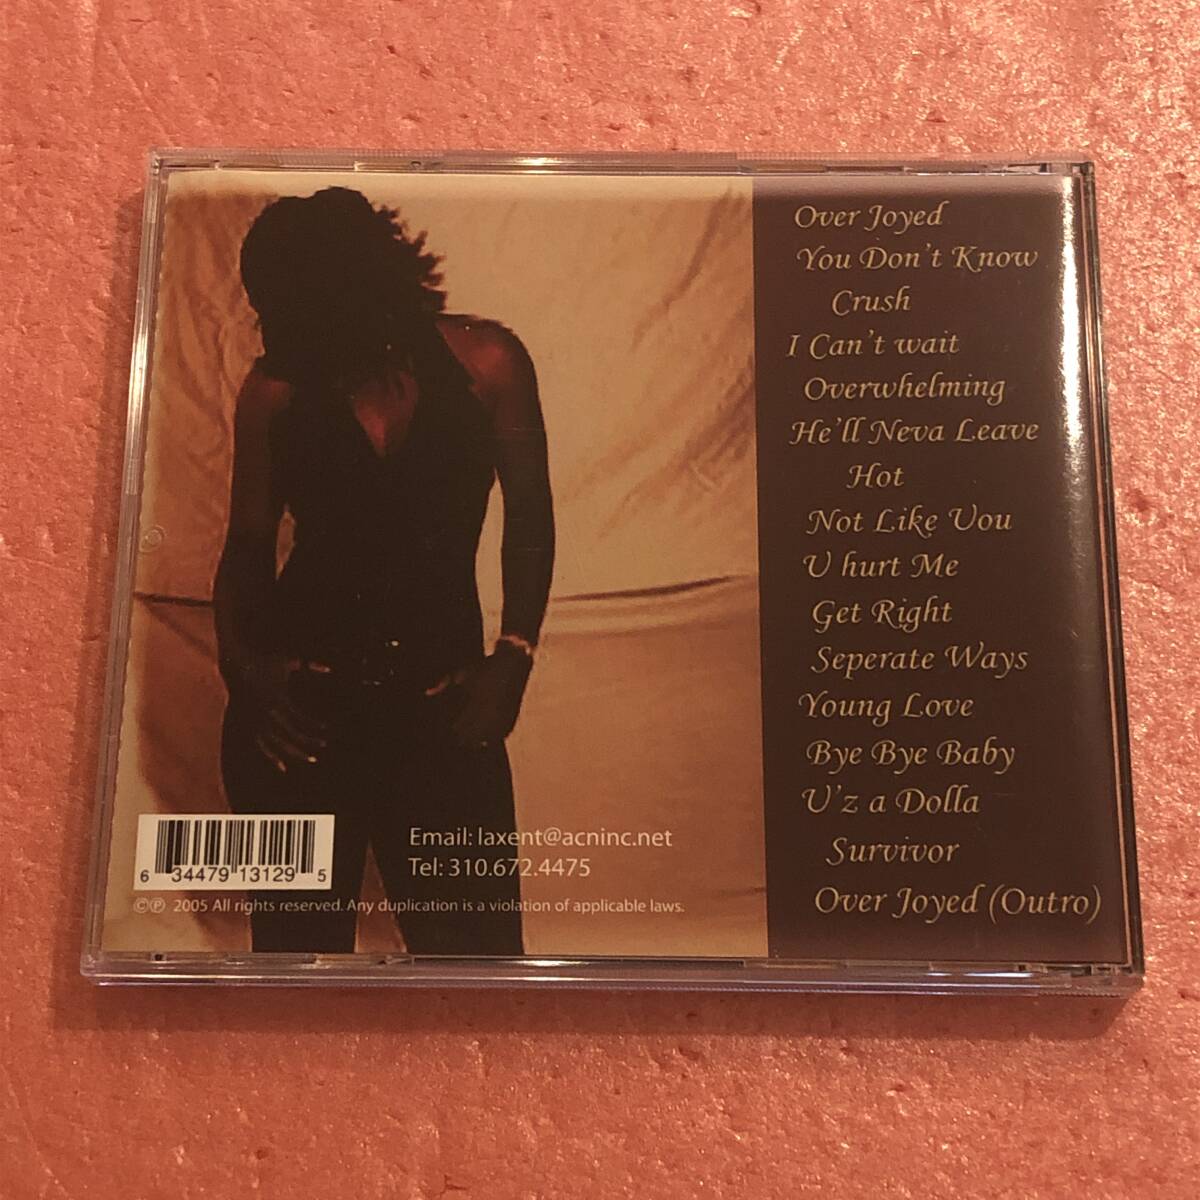 Over Joyed
You Don't Know
Crush
I Can't wait
Overwhelming
He'll Neva Leave
Hot
Not Like You
U hurt Me
Get Right
Seperate Ways
Young Love
Bye Bye Baby
U'z a Dolla
Survivor
Over Joyed (Outro)
Email: laxent@acninc.net
Tel: 310.672.4475
6 34479 13129 5
©℗ 2005 All rights reserved. Any duplication is a violation of applicable laws.